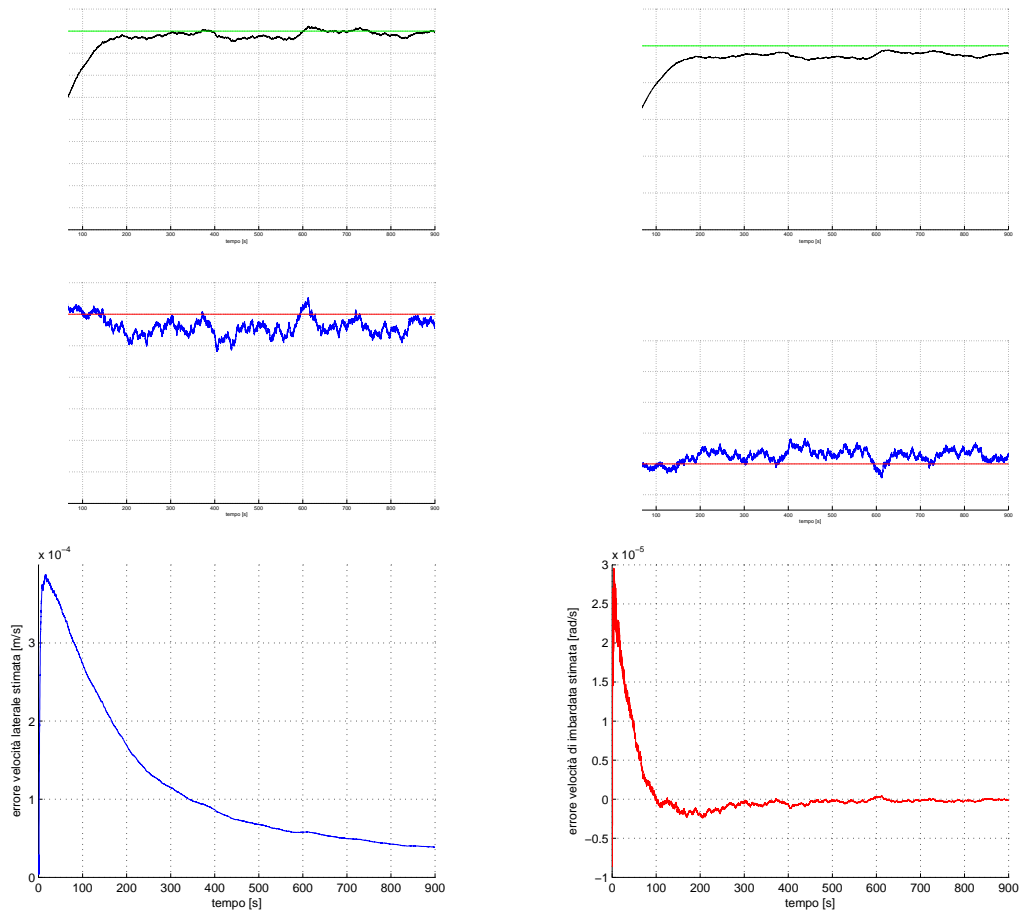 100 200 300 400 500 600 700 800 900
tempo [s]
100 200 300 400 500 600 700 800 900
tempo [s]
100 200 300 400 500 600 700 800 900
tempo [s]
100 200 300 400 500 600 700 800 900
tempo [s]
x 10⁻⁴
errore velocità laterale stimata [m/s]
3
2
1
0
0 100 200 300 400 500 600 700 800 900
tempo [s]
x 10⁻⁵
errore velocità di imbardata stimata [rad/s]
3
2.5
2
1.5
1
0.5
0
−0.5
−1
0 100 200 300 400 500 600 700 800 900
tempo [s]